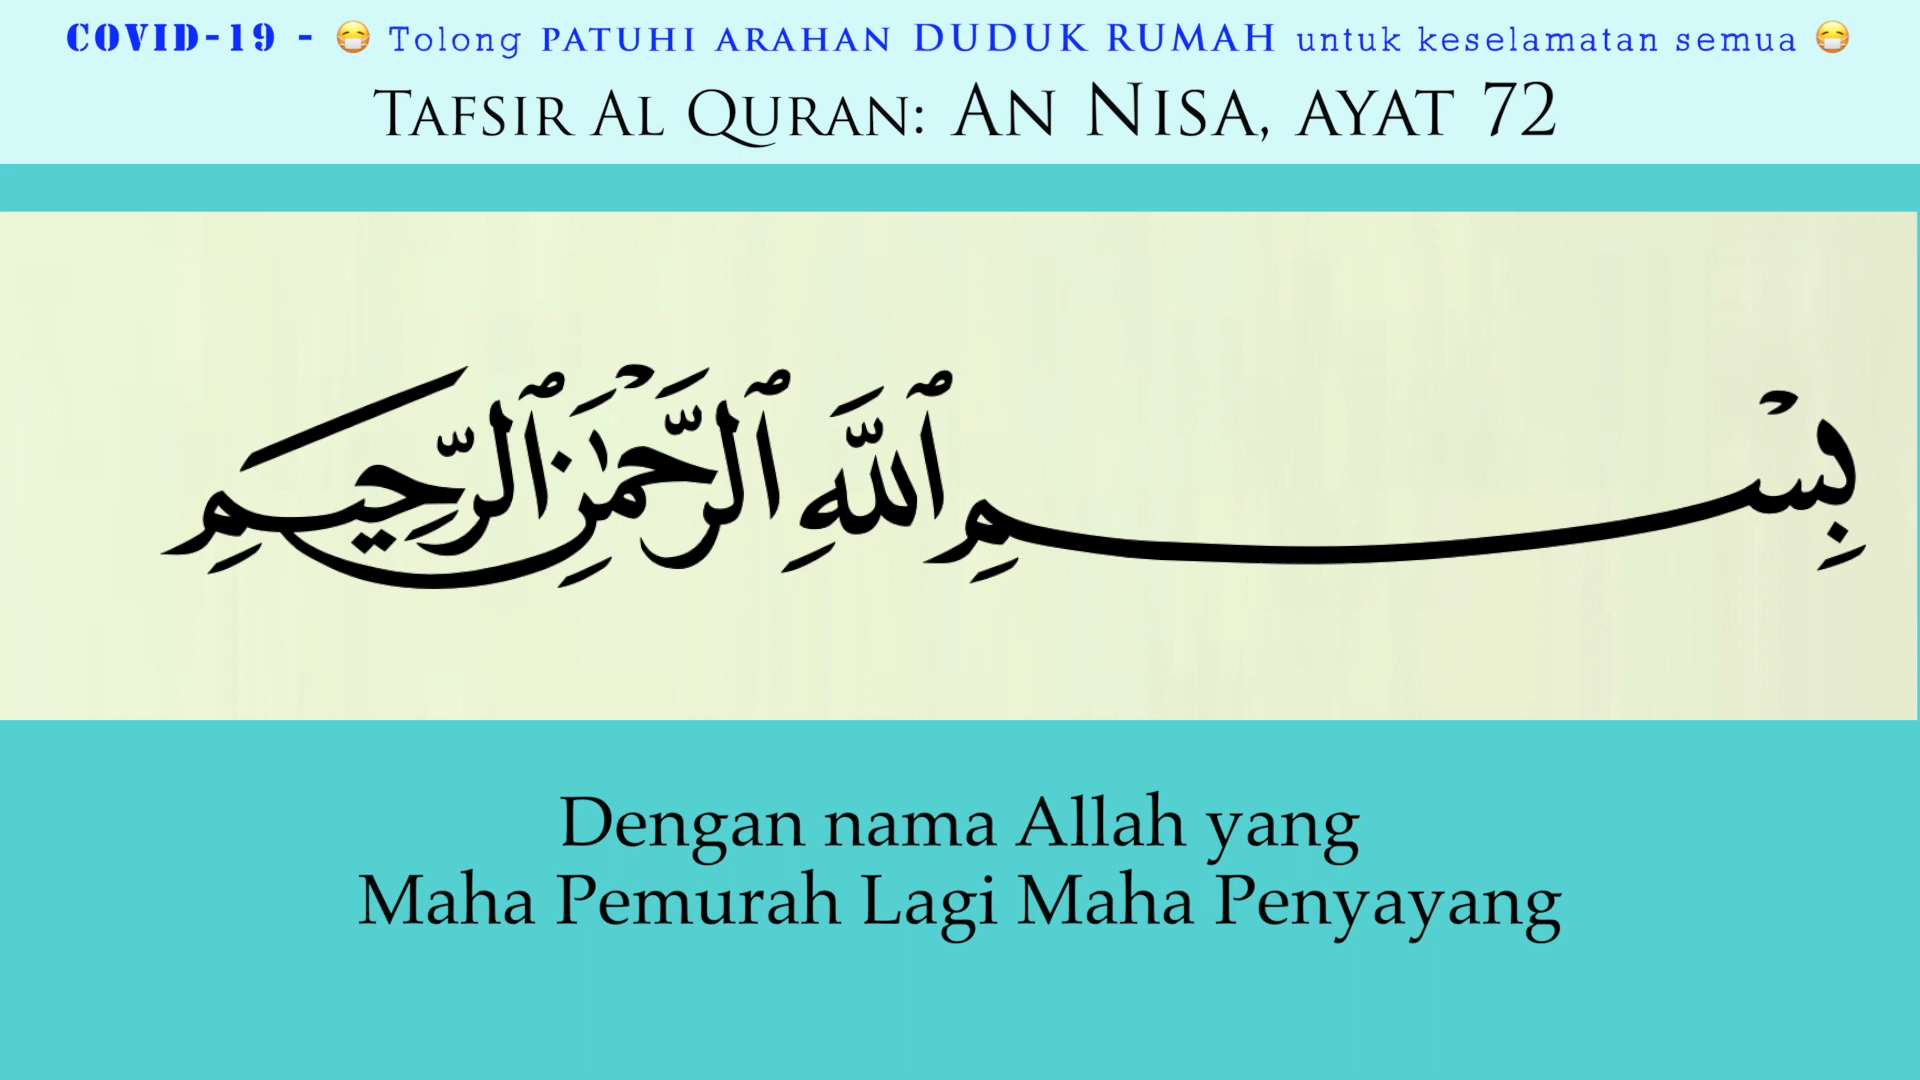 COVID-19 - 😷 Tolong PATUHI ARAHAN DUDUK RUMAH untuk keselamatan semua 😷
TAFSIR AL QURAN: AN NISA, AYAT 72
بِسْمِ ٱللَّهِ ٱلرَّحْمَـٰنِ ٱلرَّحِيمِ
Dengan nama Allah yang
Maha Pemurah Lagi Maha Penyayang